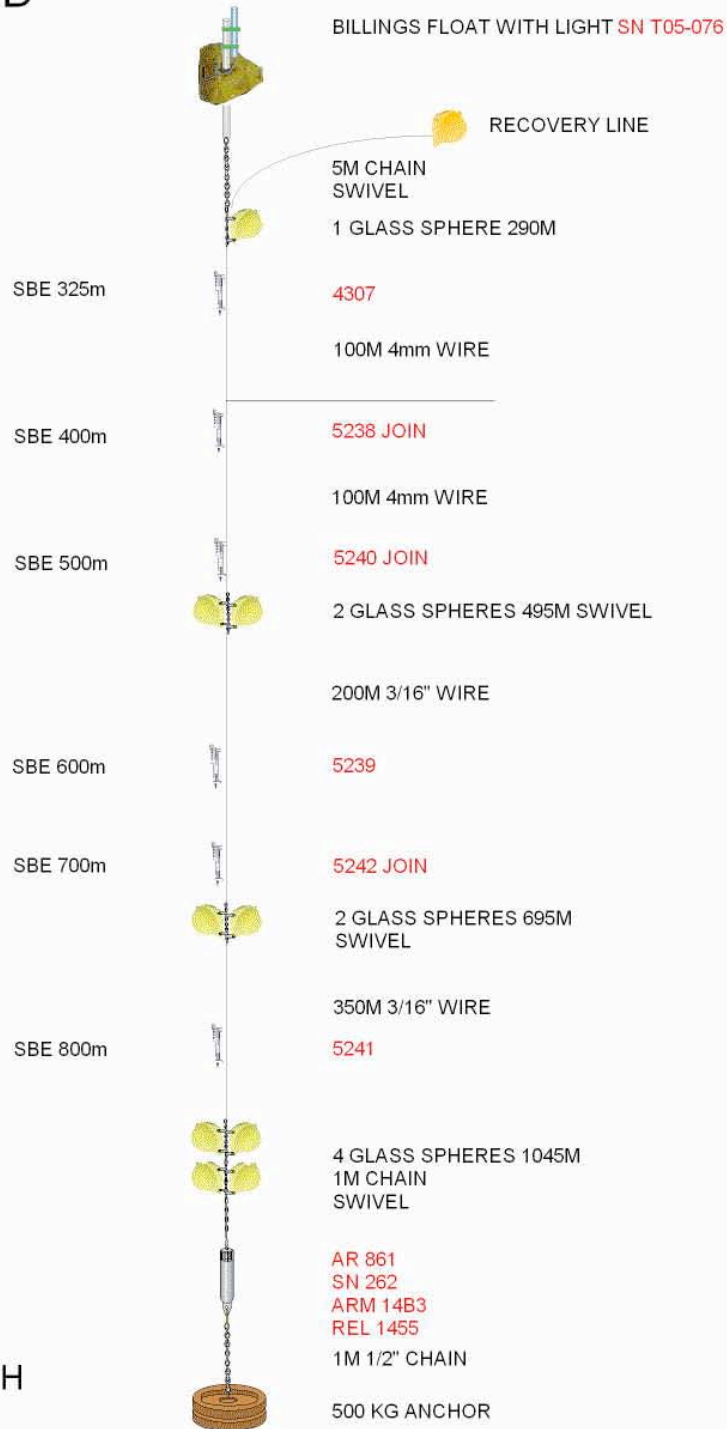 BILLINGS FLOAT WITH LIGHT SN T05-076
RECOVERY LINE
5M CHAIN
SWIVEL
1 GLASS SPHERE 290M
SBE 325m
4307
100M 4mm WIRE
SBE 400m
5238 JOIN
100M 4mm WIRE
SBE 500m
5240 JOIN
2 GLASS SPHERES 495M SWIVEL
200M 3/16" WIRE
SBE 600m
5239
SBE 700m
5242 JOIN
2 GLASS SPHERES 695M
SWIVEL
350M 3/16" WIRE
SBE 800m
5241
4 GLASS SPHERES 1045M
1M CHAIN
SWIVEL
AR 861
SN 262
ARM 14B3
REL 1455
1M 1/2" CHAIN
H
500 KG ANCHOR